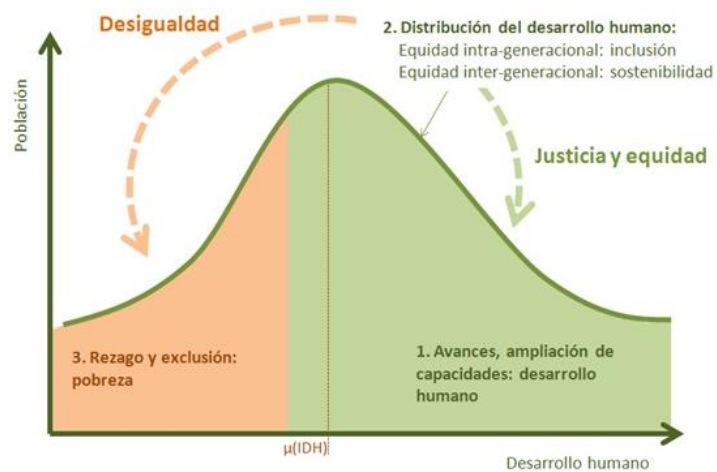 Desigualdad
2. Distribución del desarrollo humano:
Equidad intra-generacional: inclusión
Equidad inter-generacional: sostenibilidad
Población
Justicia y equidad
3. Rezago y exclusión:
pobreza
1. Avances, ampliación de
capacidades: desarrollo
humano
μ(IDH)
Desarrollo humano